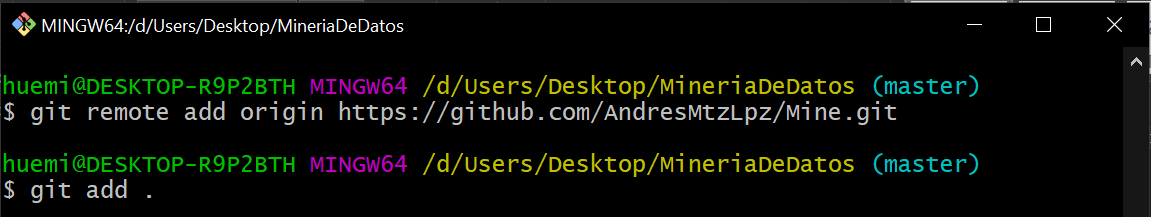 MINGW64:/d/Users/Desktop/MineriaDeDatos
huemi@DESKTOP-R9P2BTH MINGW64 /d/Users/Desktop/MineriaDeDatos (master)
$ git remote add origin https://github.com/AndresMtzLpz/Mine.git
huemi@DESKTOP-R9P2BTH MINGW64 /d/Users/Desktop/MineriaDeDatos (master)
$ git add .